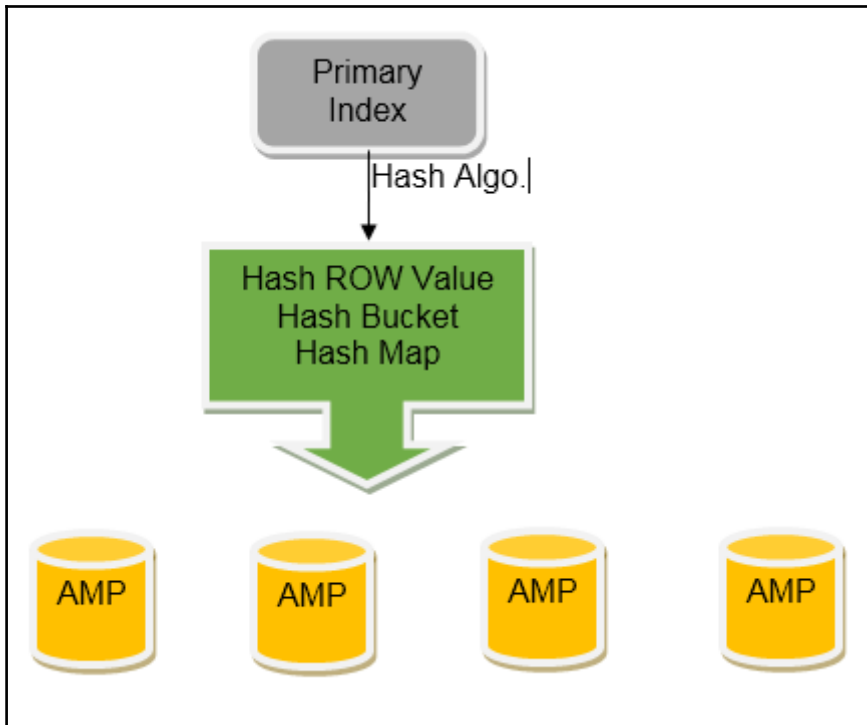 Primary
Index
Hash Algo.
Hash ROW Value
Hash Bucket
Hash Map
AMP
AMP
AMP
AMP